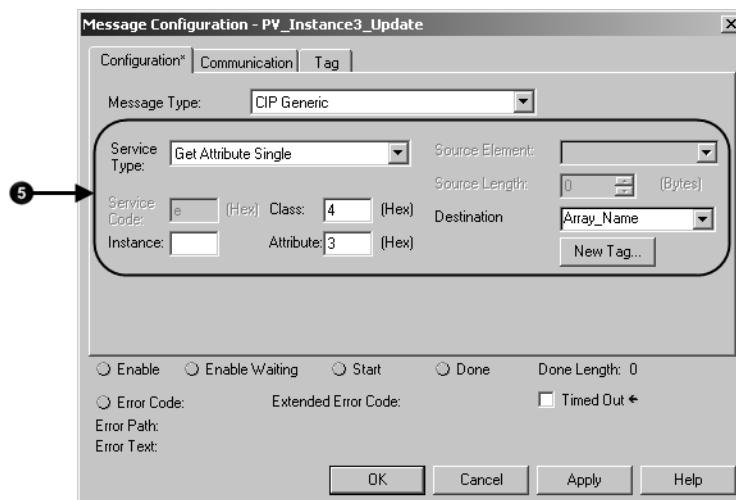 Message Configuration - PV_Instance3_Update
Configuration* Communication Tag
Message Type: CIP Generic
Service Type: Get Attribute Single
Source Element:
Source Length: 0 (Bytes)
Service Code: e (Hex) Class: 4 (Hex)
Destination Array_Name
Instance: Attribute: 3 (Hex)
New Tag...
5
Enable Enable Waiting Start Done Done Length: 0
Error Code: Extended Error Code: Timed Out ←
Error Path:
Error Text:
OK Cancel Apply Help